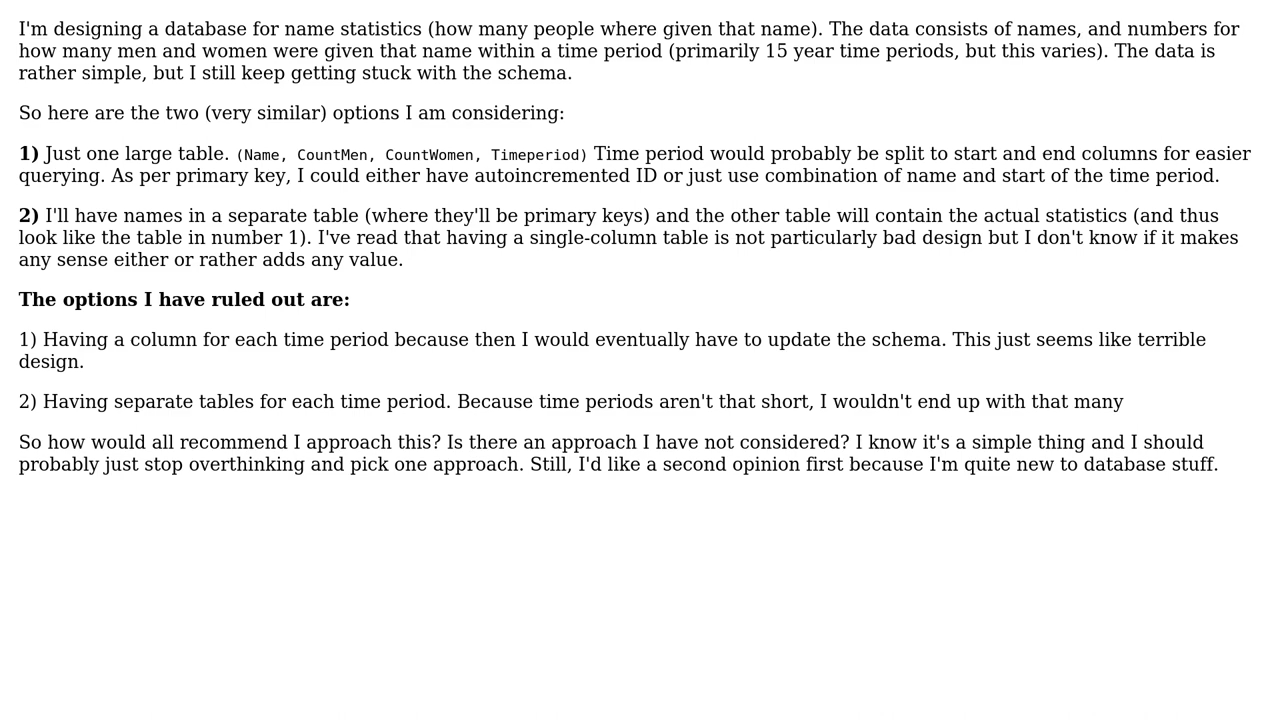 I'm designing a database for name statistics (how many people where given that name). The data consists of names, and numbers for
how many men and women were given that name within a time period (primarily 15 year time periods, but this varies). The data is
rather simple, but I still keep getting stuck with the schema.
So here are the two (very similar) options I am considering:
1) Just one large table. (Name, CountMen, CountWomen, Timeperiod) Time period would probably be split to start and end columns for easier
querying. As per primary key, I could either have autoincremented ID or just use combination of name and start of the time period.
2) I'll have names in a separate table (where they'll be primary keys) and the other table will contain the actual statistics (and thus
look like the table in number 1). I've read that having a single-column table is not particularly bad design but I don't know if it makes
any sense either or rather adds any value.
The options I have ruled out are:
1) Having a column for each time period because then I would eventually have to update the schema. This just seems like terrible
design.
2) Having separate tables for each time period. Because time periods aren't that short, I wouldn't end up with that many
So how would all recommend I approach this? Is there an approach I have not considered? I know it's a simple thing and I should
probably just stop overthinking and pick one approach. Still, I'd like a second opinion first because I'm quite new to database stuff.